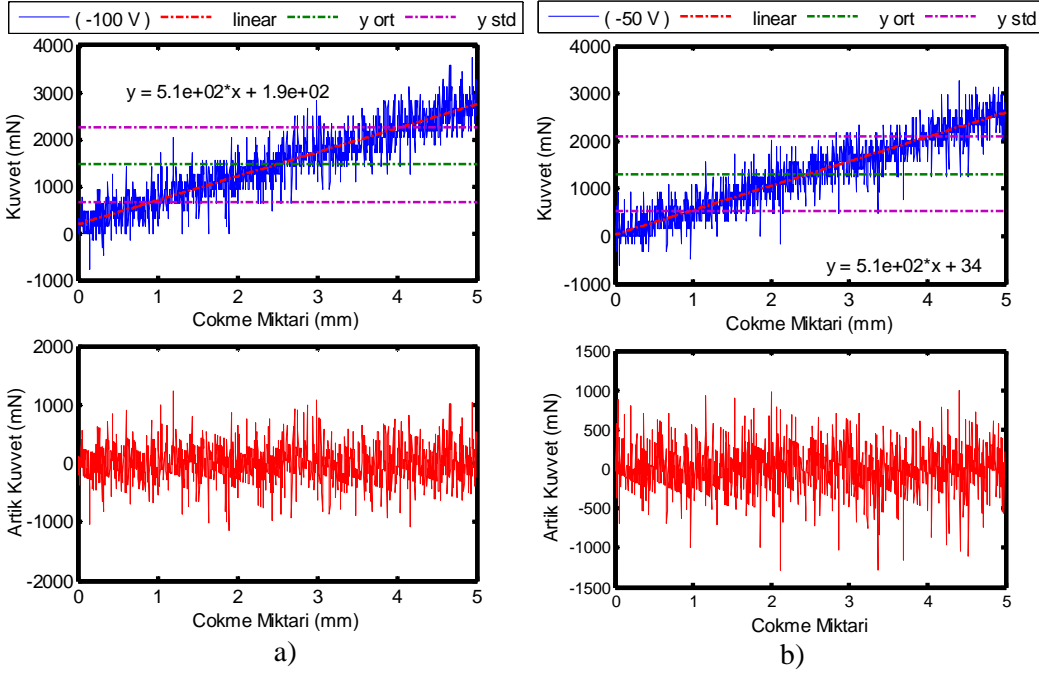 ( -100 V) linear y ort y std
4000
3000
2000
1000
0
-1000
Kuvvet (mN)
y = 5.1e+02*x + 1.9e+02
0 1 2 3 4 5
Cokme Miktari (mm)
2000
1000
0
-1000
-2000
Artik Kuvvet (mN)
0 1 2 3 4 5
Cokme Miktari (mm)
a)
( -50 V) linear y ort y std
4000
3000
2000
1000
0
-1000
Kuvvet (mN)
y = 5.1e+02*x + 34
0 1 2 3 4 5
Cokme Miktari (mm)
1500
1000
500
0
-500
-1000
-1500
Artik Kuvvet (mN)
0 1 2 3 4 5
Cokme Miktari
b)